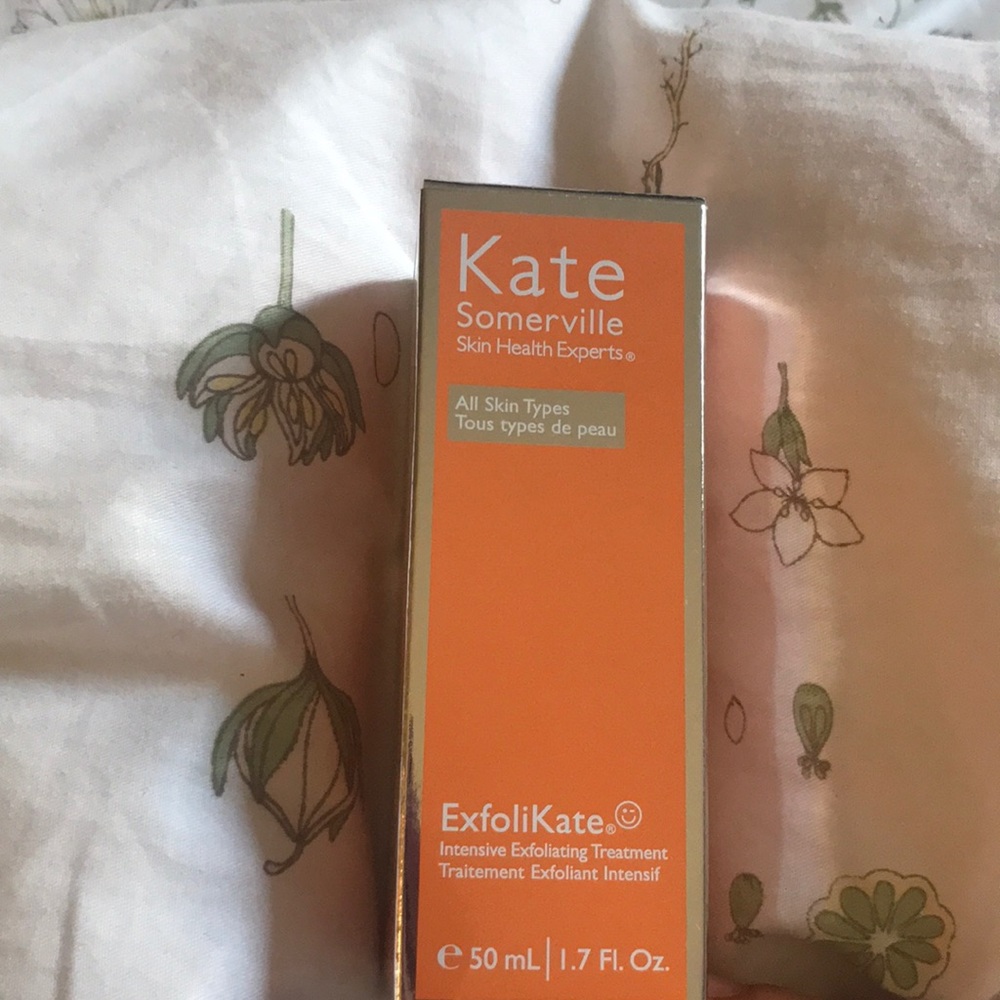 Kate
Somerville
Skin Health Experts®
All Skin Types
Tous types de peau
ExfoliKate®
Intensive Exfoliating Treatment
Traitement Exfoliant Intensif
℮ 50 mL | 1.7 Fl. Oz.